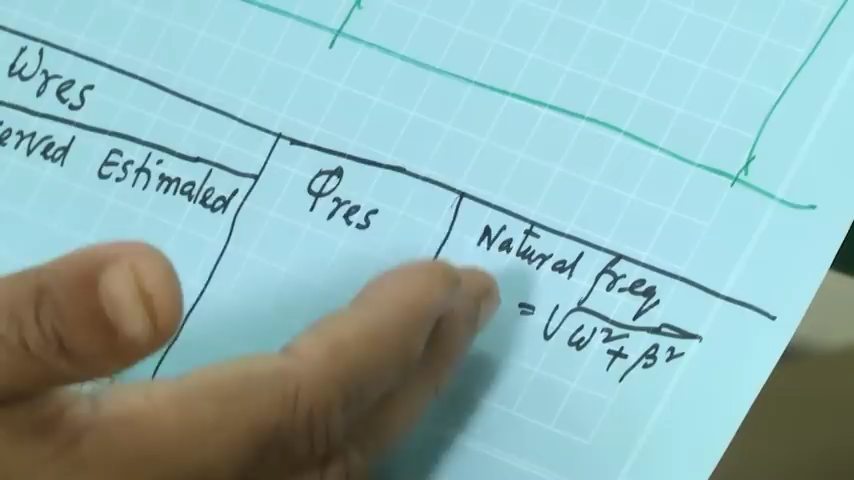 ωres
erved Estimated
φres
Natural freq
= √ω²+β²